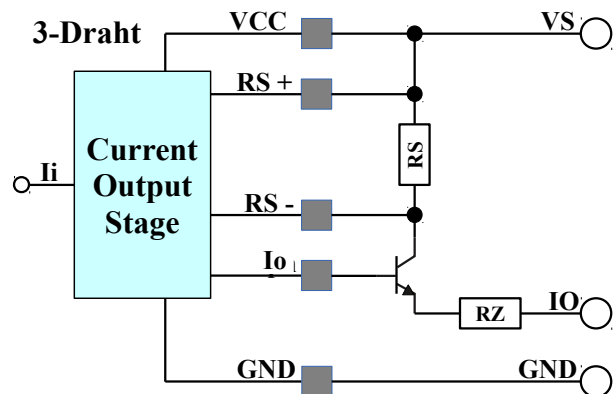 3-Draht
VCC
VS
RS +
RS
Ii
Current
Output
Stage
RS -
Io
RZ
IO
GND
GND